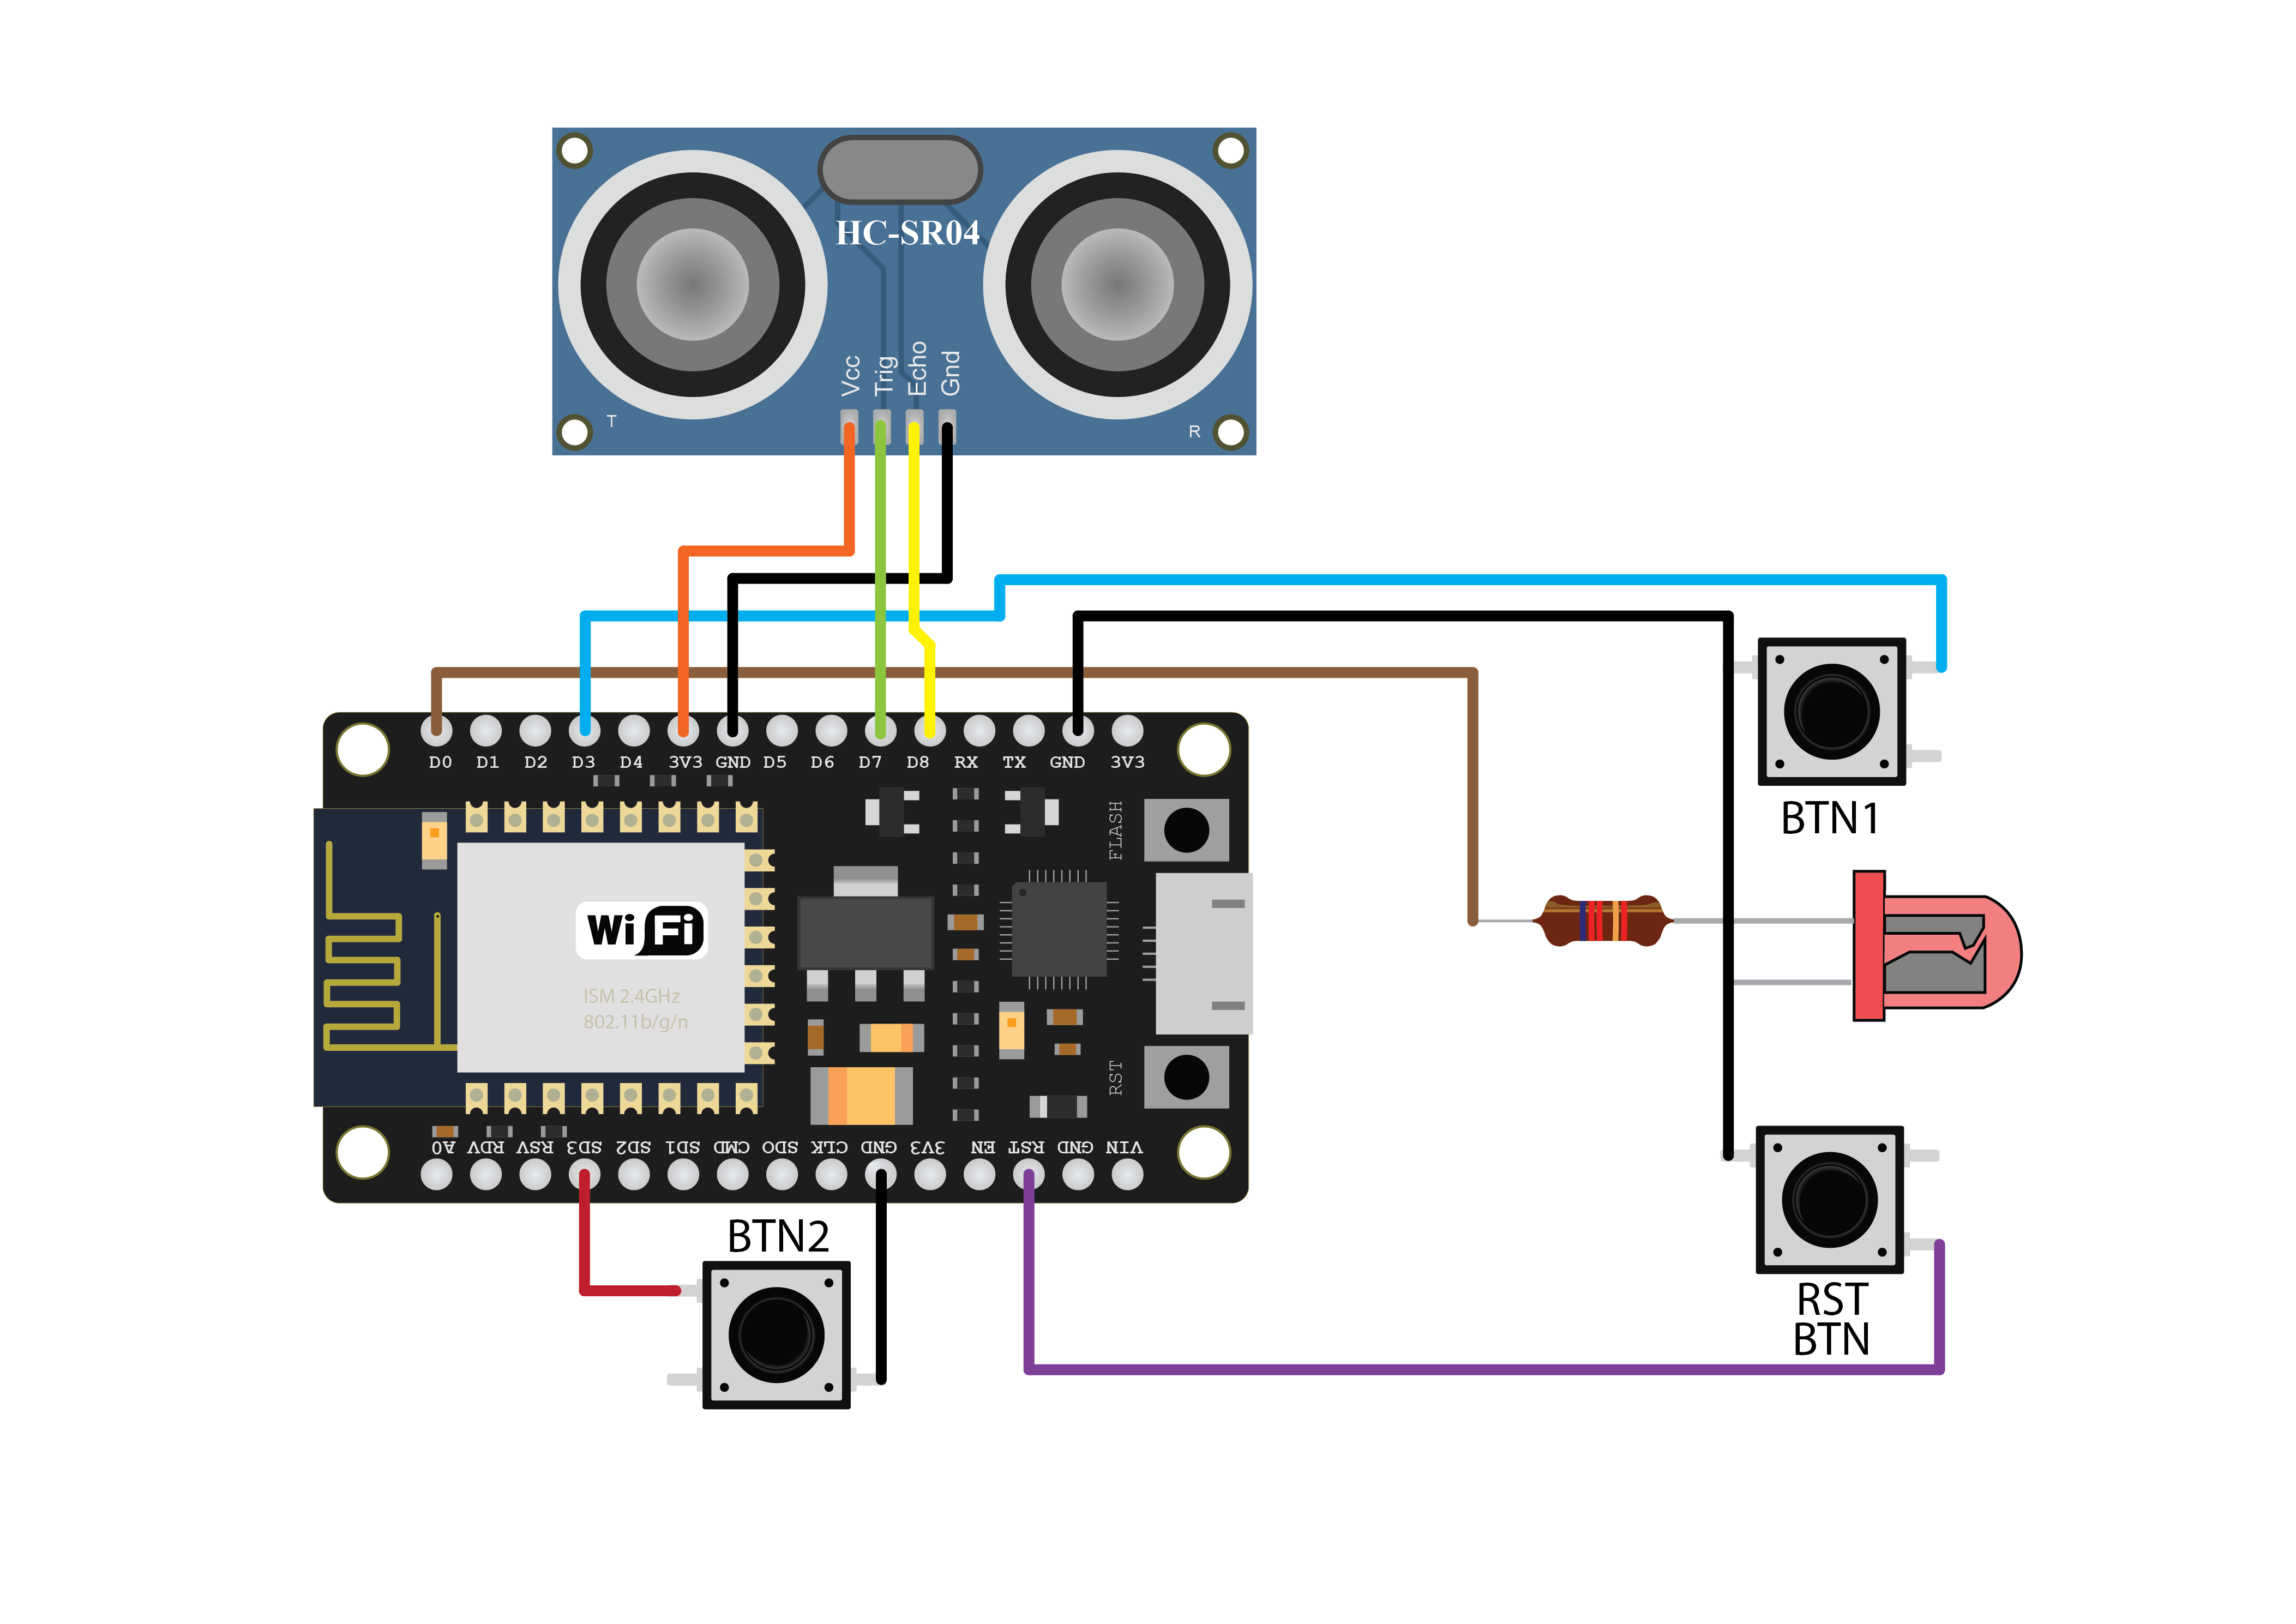 HC-SR04
Vcc
Trig
Echo
Gnd
T
R
D0 D1 D2 D3 D4 3V3 GND D5 D6 D7 D8 RX TX GND 3V3
FLASH
BTN1
WiFi
ISM 2.4GHz
802.11b/g/n
RST
A0 RDV RSV SD3 SD2 SD1 CMD SDO CLK GND 3V3 EN RST GND VIN
BTN2
RST
BTN